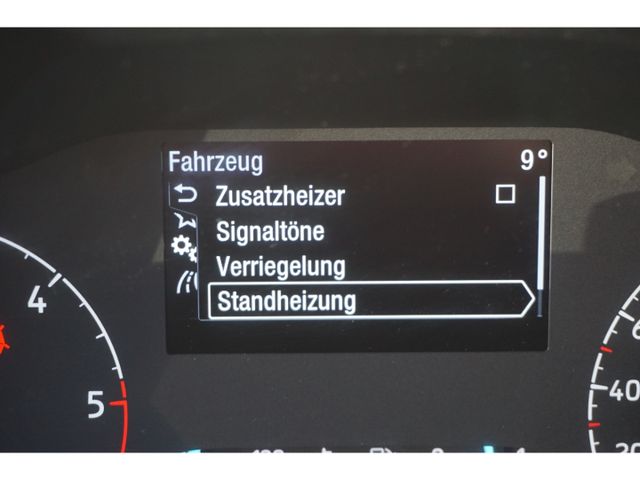 Fahrzeug 9°
Zusatzheizer
Signaltöne
Verriegelung
Standheizung
4
5
40